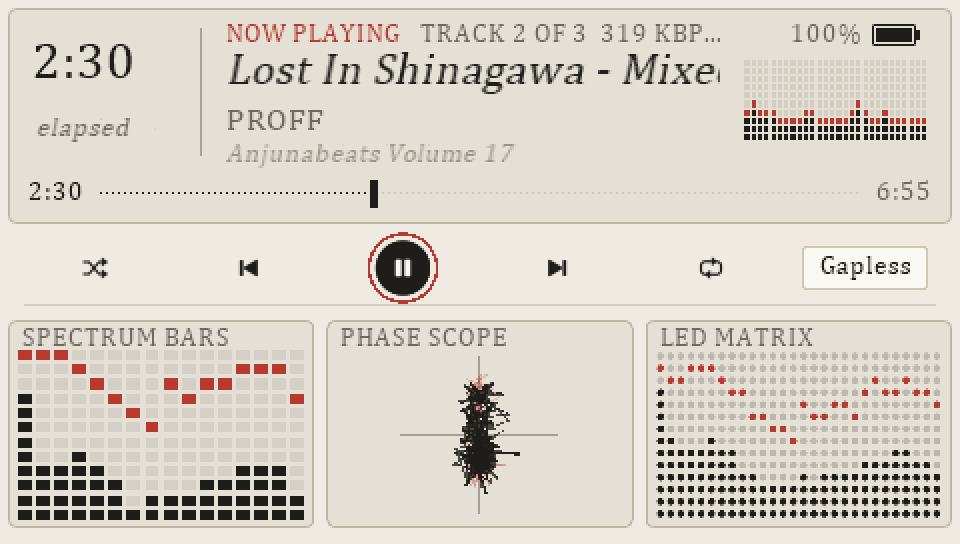 2:30
elapsed
NOW PLAYING TRACK 2 OF 3 319 KBP...
Lost In Shinagawa - Mixe
PROFF
Anjunabeats Volume 17
100%
2:30
6:55
Gapless
SPECTRUM BARS
PHASE SCOPE
LED MATRIX